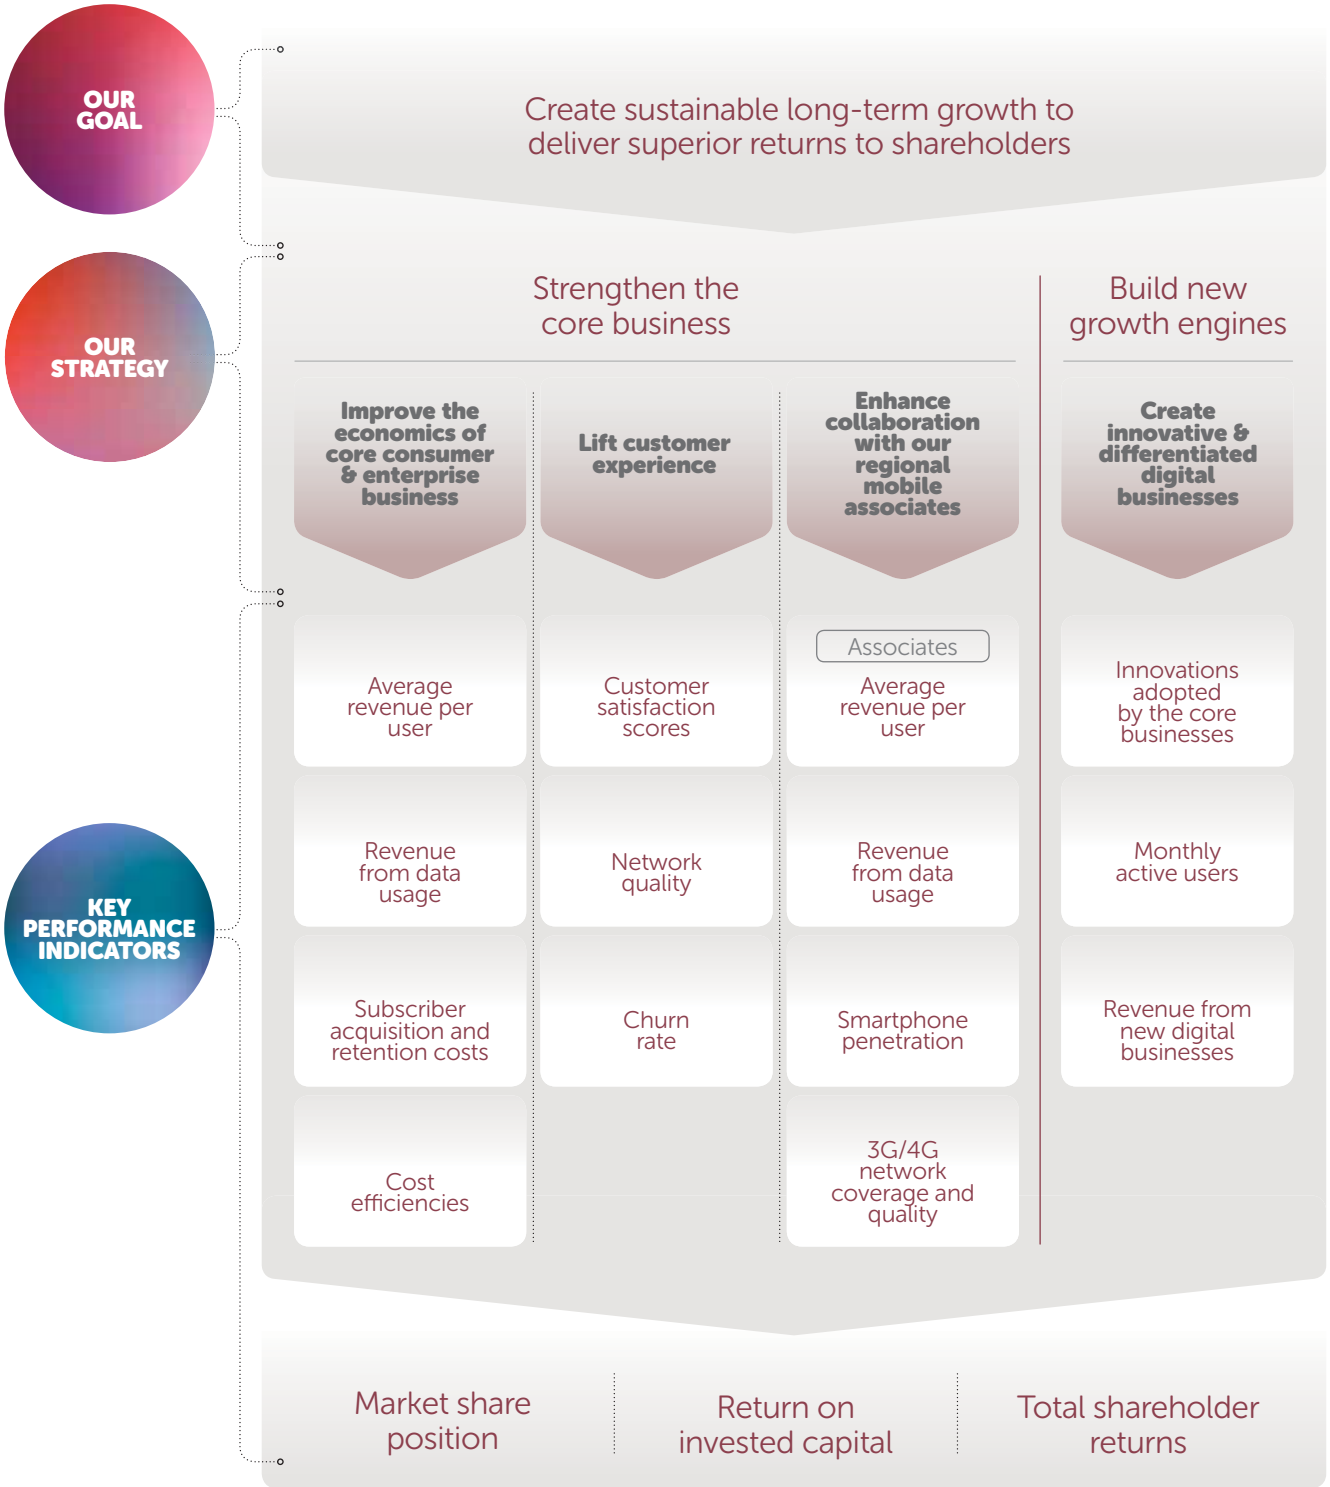 OUR
GOAL
Create sustainable long-term growth to
deliver superior returns to shareholders
OUR
STRATEGY
Strengthen the
core business
Build new
growth engines
Improve the
economics of
core consumer
& enterprise
business
Lift customer
experience
Enhance
collaboration
with our
regional
mobile
associates
Create
innovative &
differentiated
digital
businesses
KEY
PERFORMANCE
INDICATORS
Average
revenue per
user
Customer
satisfaction
scores
Associates
Average
revenue per
user
Innovations
adopted
by the core
businesses
Revenue
from data
usage
Network
quality
Revenue
from data
usage
Monthly
active users
Subscriber
acquisition and
retention costs
Churn
rate
Smartphone
penetration
Revenue from
new digital
businesses
Cost
efficiencies
3G/4G
network
coverage and
quality
Market share
position
Return on
invested capital
Total shareholder
returns